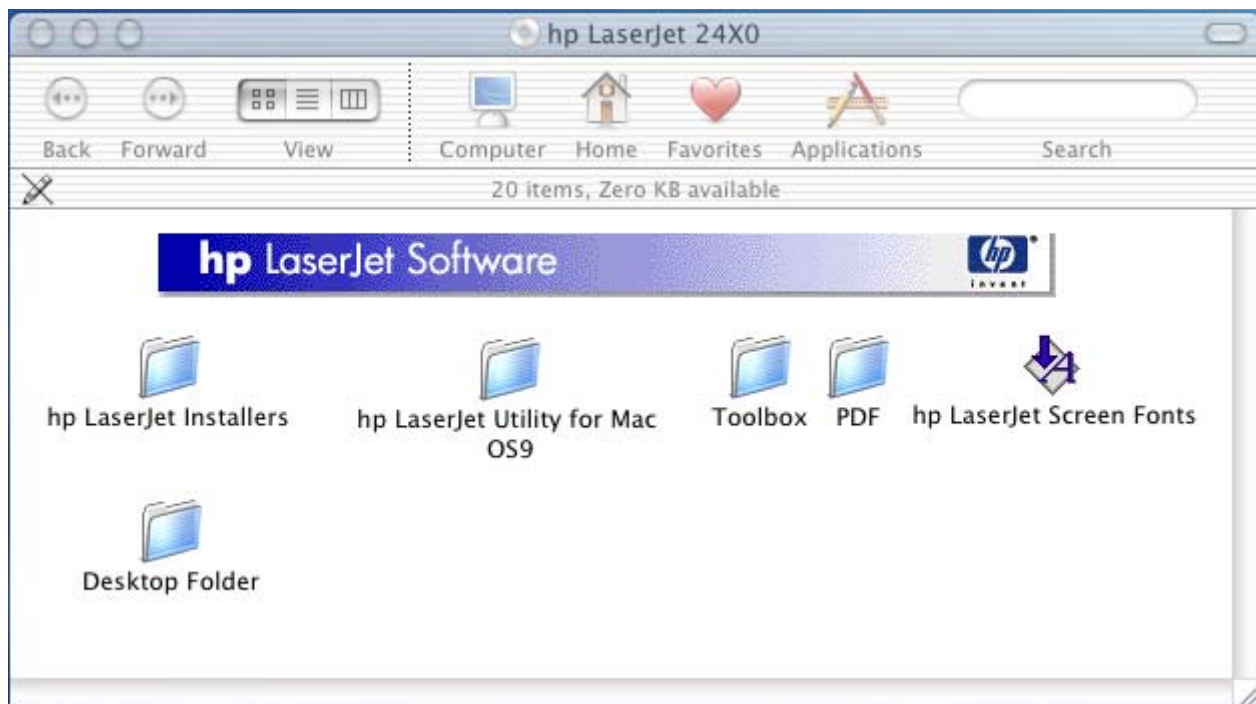 hp LaserJet 24X0
Back Forward View Computer Home Favorites Applications Search
20 items, Zero KB available
hp LaserJet Software
hp
invent
hp LaserJet Installers
hp LaserJet Utility for Mac OS9
Toolbox
PDF
hp LaserJet Screen Fonts
Desktop Folder